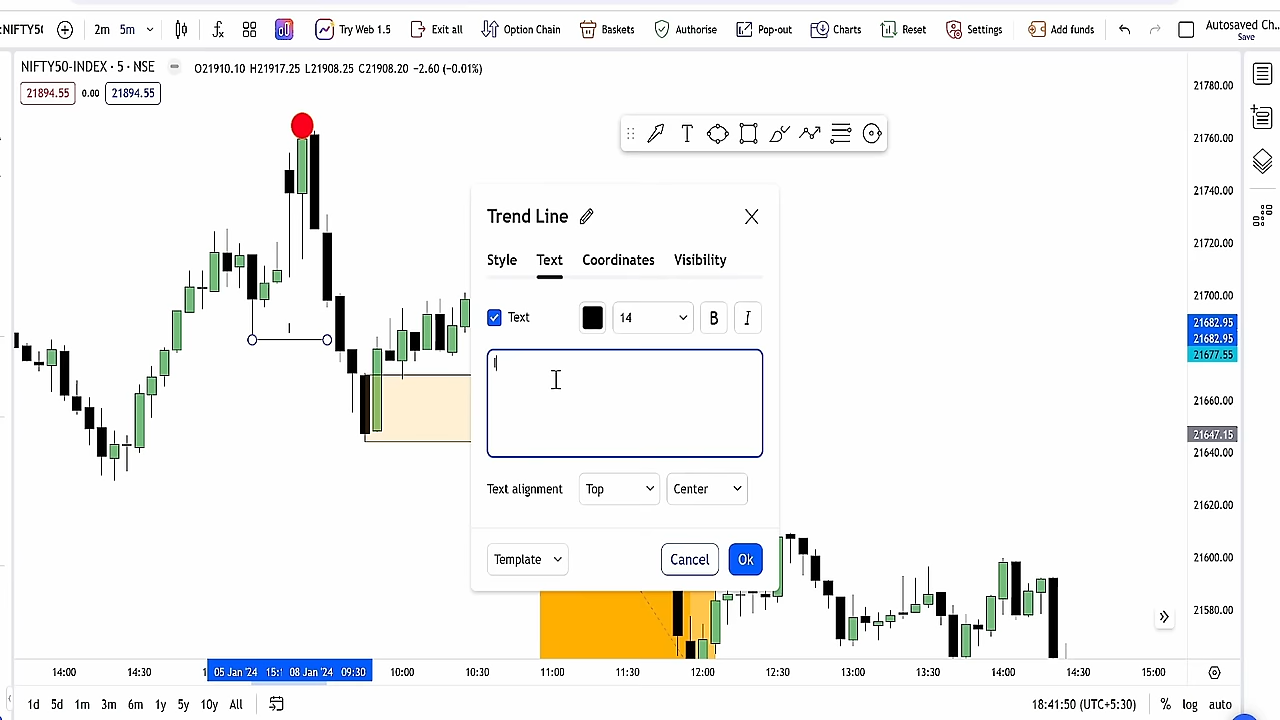 :NIFTY50 2m 5m Try Web 1.5 Exit all Option Chain Baskets Authorise Pop-out Charts Reset Settings Add funds Autosaved Ch...
Save
NIFTY50-INDEX · 5 · NSE O21910.10 H21917.25 L21908.25 C21908.20 −2.60 (−0.01%)
21894.55 0.00 21894.55
21780.00
21760.00
21740.00
21720.00
21700.00
21682.95
21682.95
21677.55
21660.00
21647.15
21640.00
21620.00
21600.00
21580.00
I
Trend Line
Style Text Coordinates Visibility
Text 14 B I
I
Text alignment Top Center
Template Cancel Ok
14:00 14:30 1 05 Jan '24 15:1 08 Jan '24 09:30 10:00 10:30 11:00 11:30 12:00 12:30 13:00 13:30 14:00 14:30 15:00
1d 5d 1m 3m 6m 1y 5y 10y All 18:41:50 (UTC+5:30) % log auto